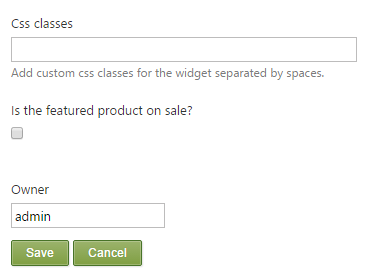 Css classes
Add custom css classes for the widget separated by spaces.
Is the featured product on sale?
Owner
admin
Save Cancel